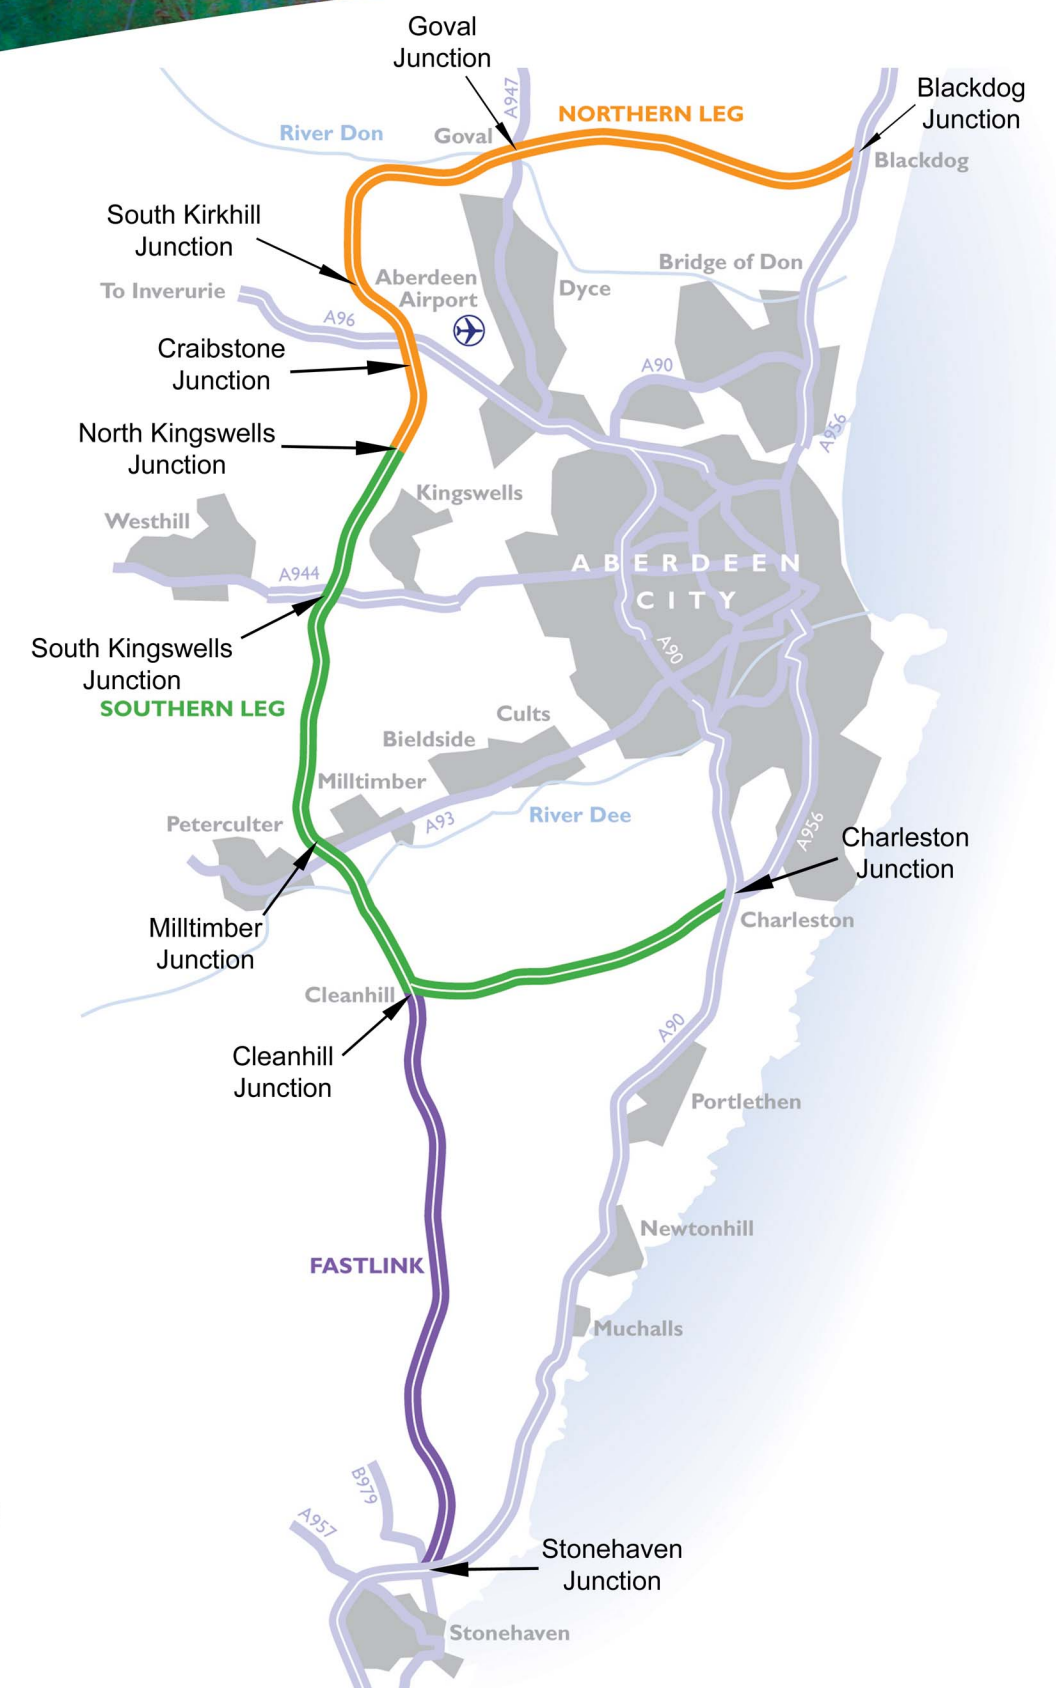 Goval
Junction
Blackdog
Junction
A947
NORTHERN LEG
River Don
Goval
Blackdog
South Kirkhill
Junction
Aberdeen
Airport
Bridge of Don
Dyce
To Inverurie
A96
Craibstone
Junction
A90
A956
North Kingswells
Junction
Kingswells
Westhill
A944
ABERDEEN
CITY
A90
South Kingswells
Junction
SOUTHERN LEG
Cults
Bieldside
Milltimber
Peterculter
A93
River Dee
A956
Charleston
Junction
Charleston
Milltimber
Junction
Cleanhill
Cleanhill
Junction
A90
Portlethen
Newtonhill
FASTLINK
Muchalls
B979
A957
Stonehaven
Junction
Stonehaven